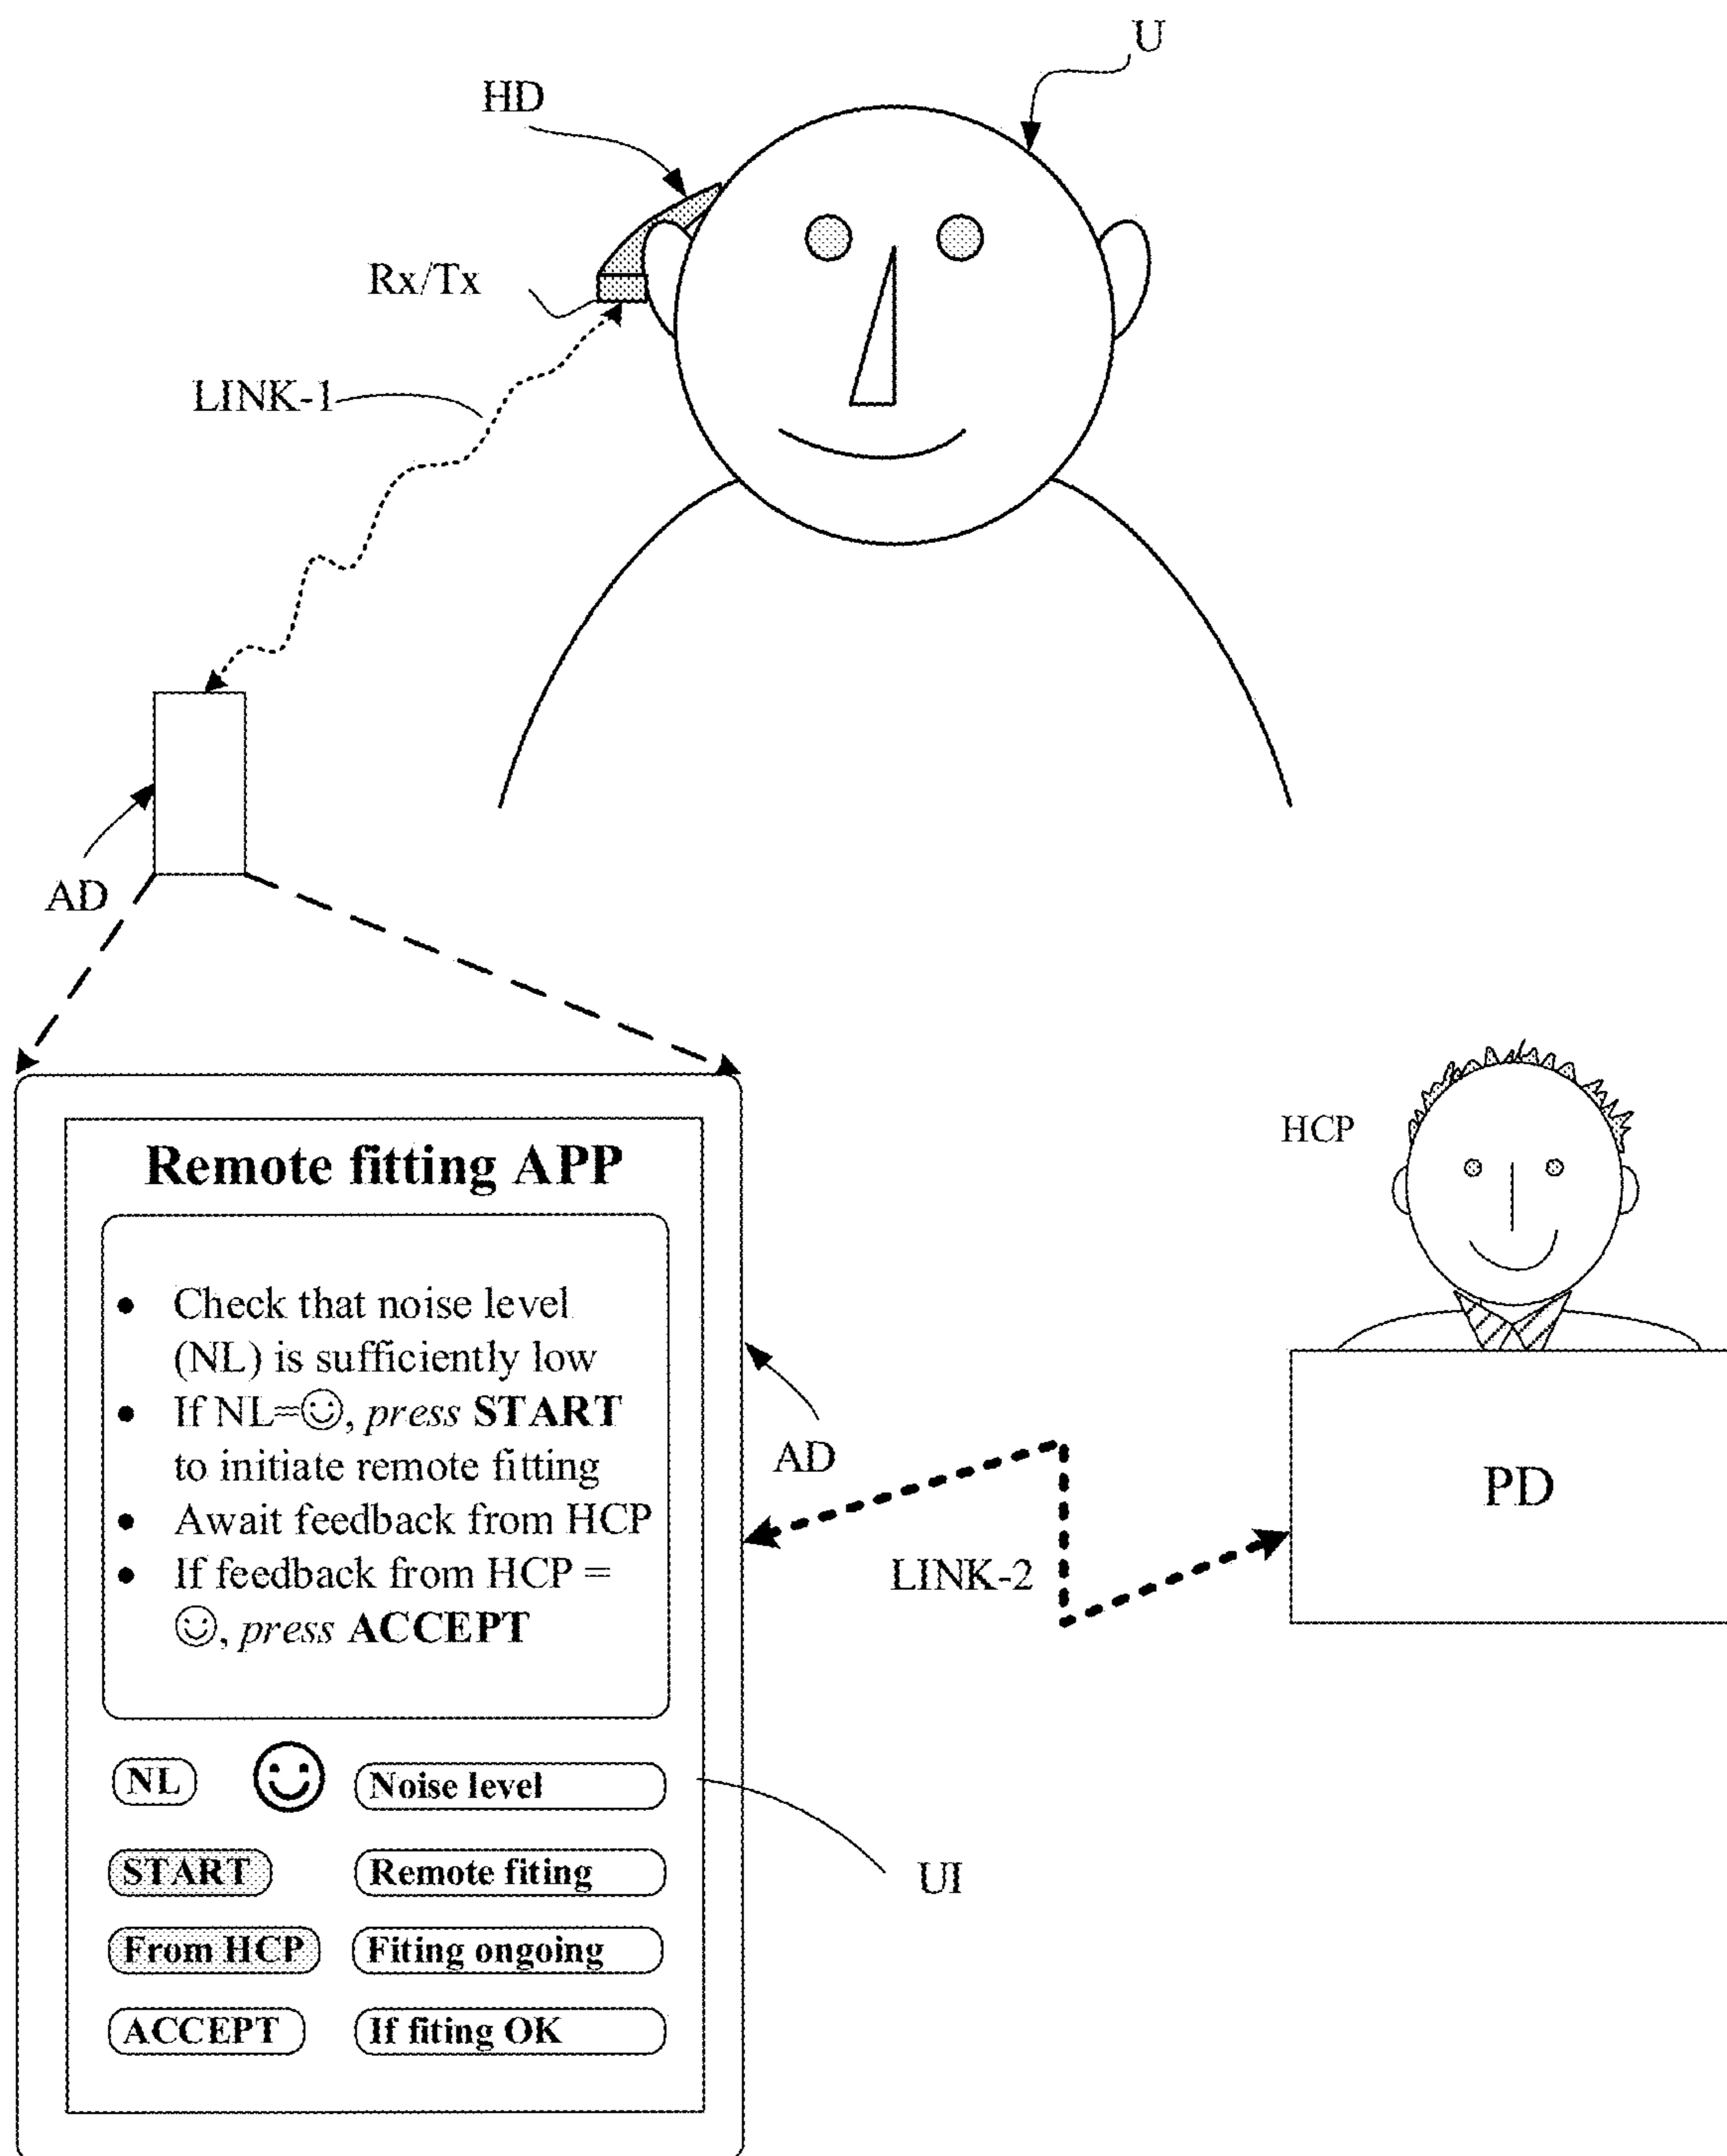 U
HD
Rx/Tx
LINK-1
AD
Remote fitting APP
• Check that noise level
(NL) is sufficiently low
• If NL=☺, press START
to initiate remote fitting
• Await feedback from HCP
• If feedback from HCP =
☺, press ACCEPT
NL ☺ Noise level
START Remote fiting
From HCP Fiting ongoing
ACCEPT If fiting OK
HCP
AD
PD
LINK-2
UI